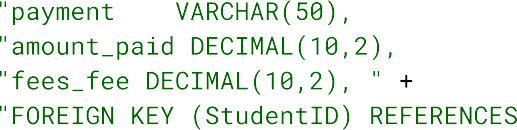 "payment    VARCHAR(50),
"amount_paid DECIMAL(10,2),
"fees_fee DECIMAL(10,2), " +
"FOREIGN KEY (StudentID) REFERENCES